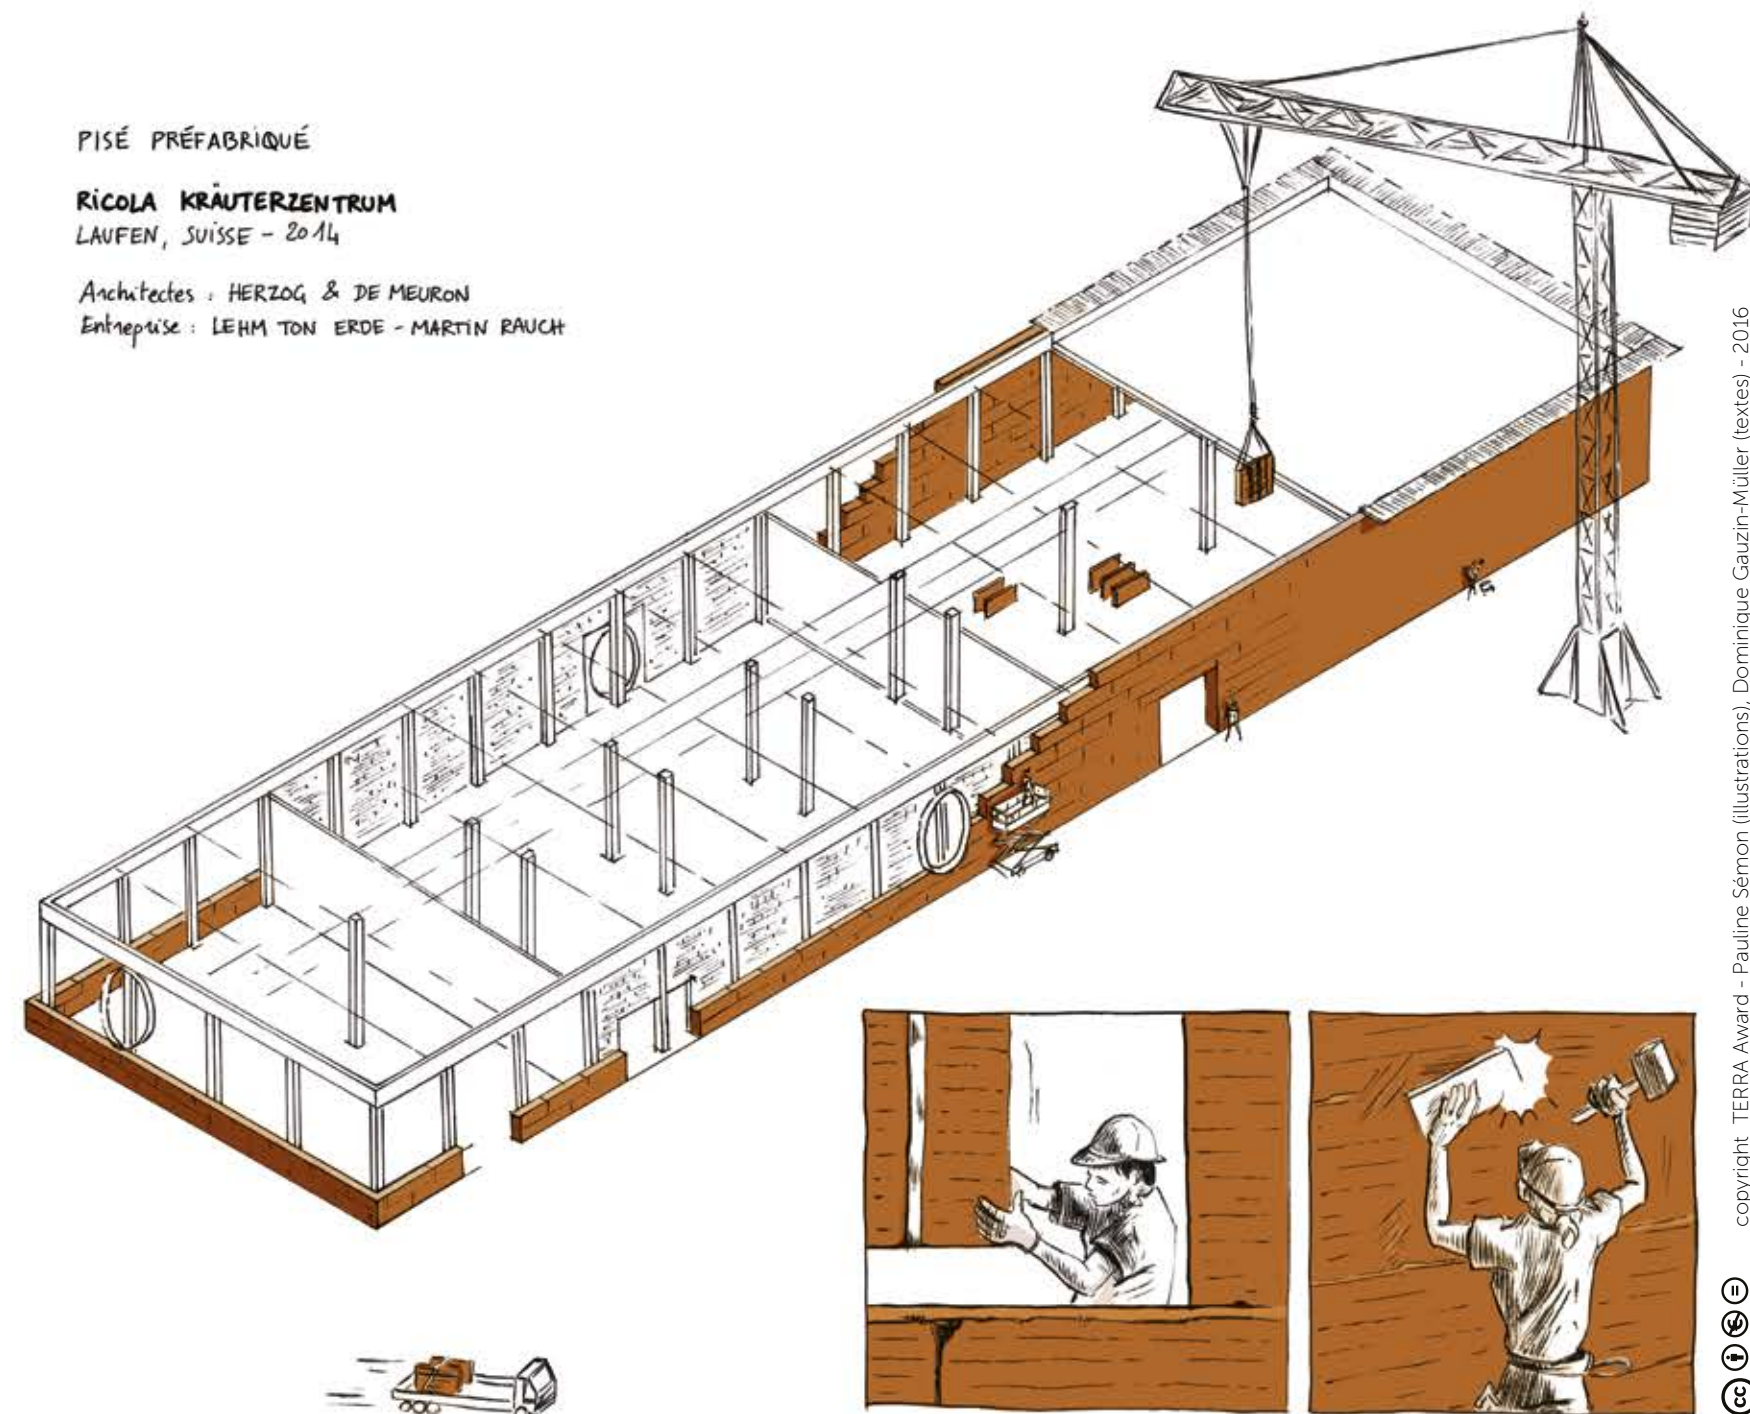 PISÉ PRÉFABRIQUÉ
RICOLA KRÄUTERZENTRUM
LAUFEN, SUISSE - 2014
Architectes : HERZOG & DE MEURON
Entreprise : LEHM TON ERDE - MARTIN RAUCH
copyright TERRA Award - Pauline Sémon (illustrations), Dominique Gauzin-Müller (textes) - 2016
cc